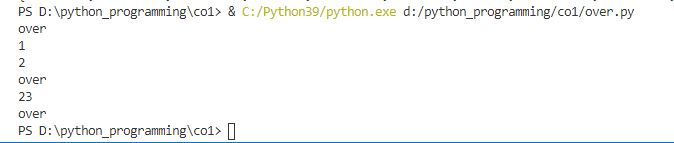 PS D:\python_programming\co1> & C:/Python39/python.exe d:/python_programming/co1/over.py
over
1
2
over
23
over
PS D:\python_programming\co1>